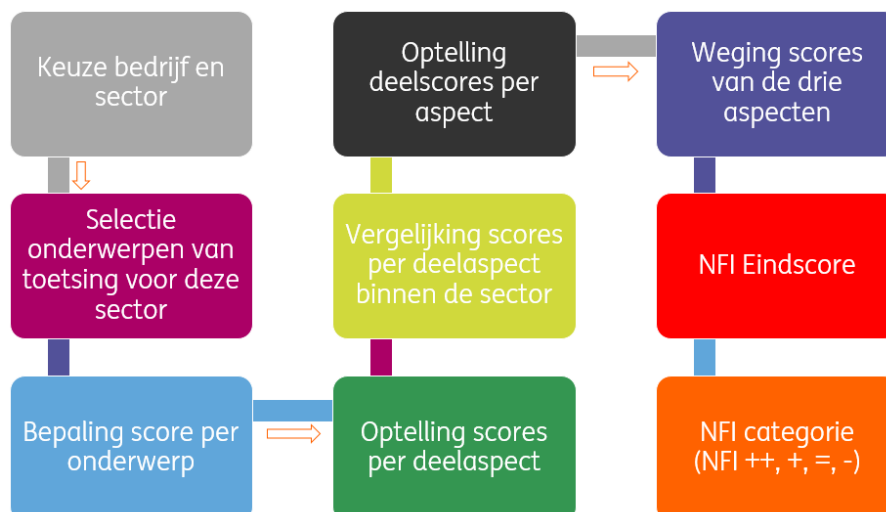 Keuze bedrijf en
sector
Selectie
onderwerpen van
toetsing voor deze
sector
Bepaling score per
onderwerp
Optelling scores
per deelaspect
Vergelijking scores
per deelaspect
binnen de sector
Optelling
deelscores per
aspect
Weging scores
van de drie
aspecten
NFI Eindscore
NFI categorie
(NFI ++, +, =, -)